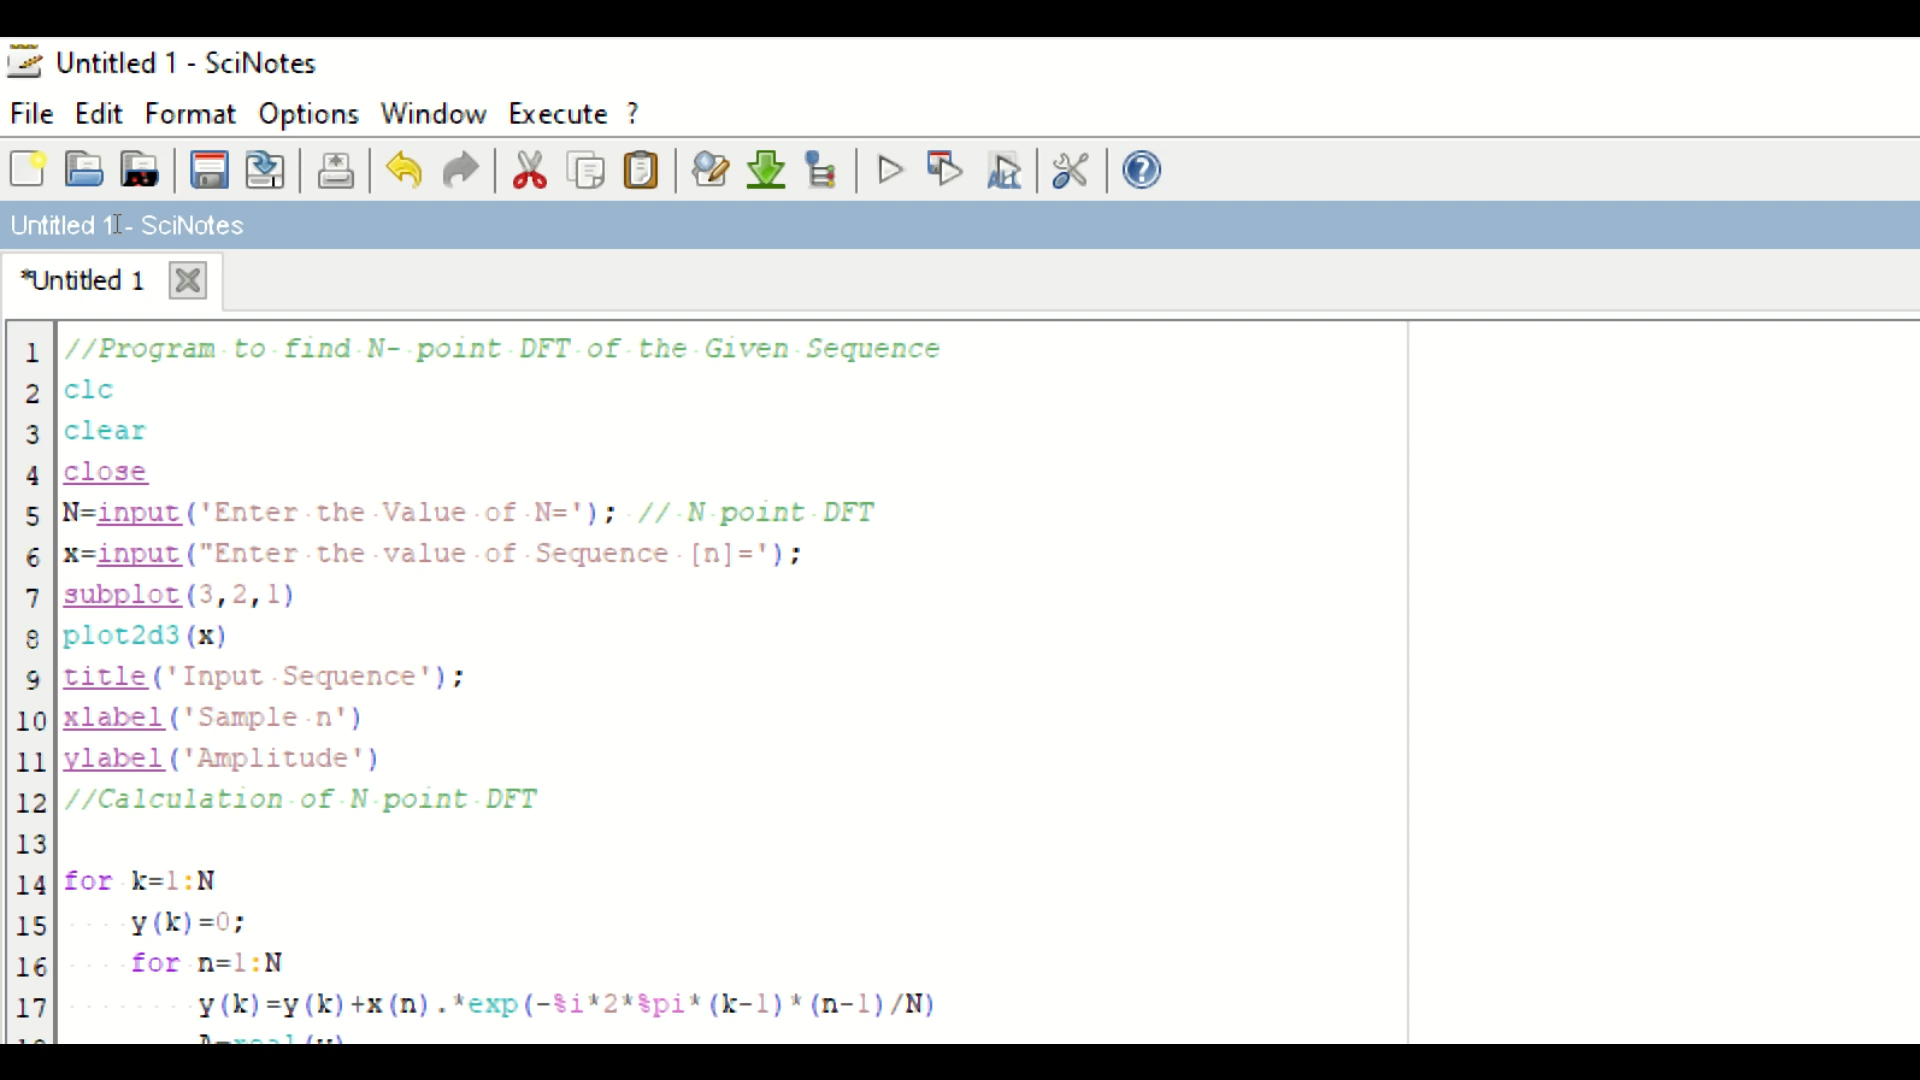 Untitled 1 - SciNotes
File Edit Format Options Window Execute ?
Untitled 1 - SciNotes
*Untitled 1
1 //Program to find N- point DFT of the Given Sequence
2 clc
3 clear
4 close
5 N=input('Enter the Value of N='); // N point DFT
6 x=input("Enter the value of Sequence [n]=');
7 subplot(3,2,1)
8 plot2d3(x)
9 title('Input Sequence');
10 xlabel('Sample n')
11 ylabel('Amplitude')
12 //Calculation of N point DFT
13
14 for k=1:N
15 y(k)=0;
16 for n=1:N
17 y(k)=y(k)+x(n).*exp(-%i*2*%pi*(k-1)*(n-1)/N)